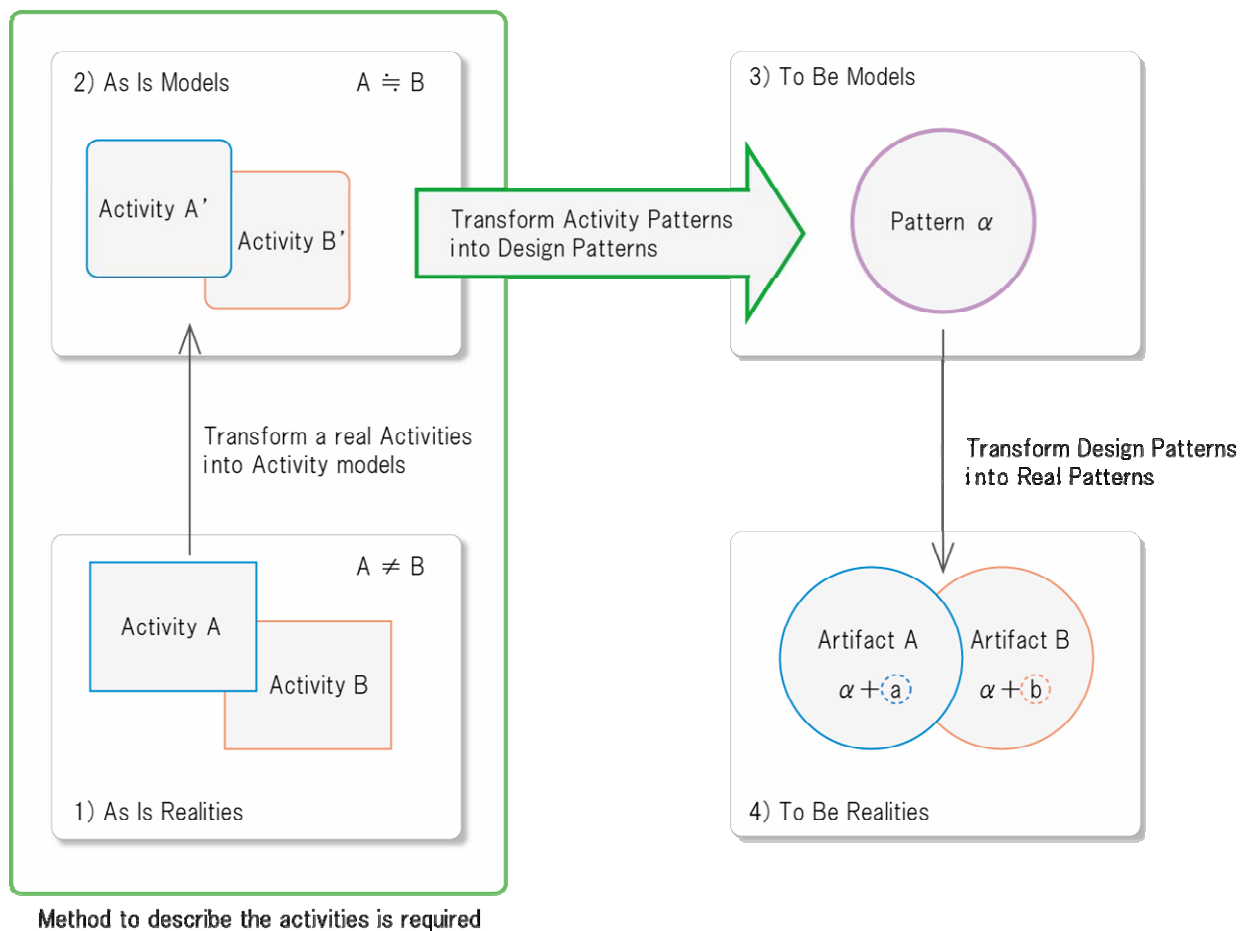 2) As Is Models
A ≒ B
Activity A’
Activity B’
Transform Activity Patterns
into Design Patterns
3) To Be Models
Pattern α
Transform a real Activities
into Activity models
Transform Design Patterns
into Real Patterns
A ≠ B
Activity A
Activity B
1) As Is Realities
Artifact A
α+a
Artifact B
α+b
4) To Be Realities
Method to describe the activities is required